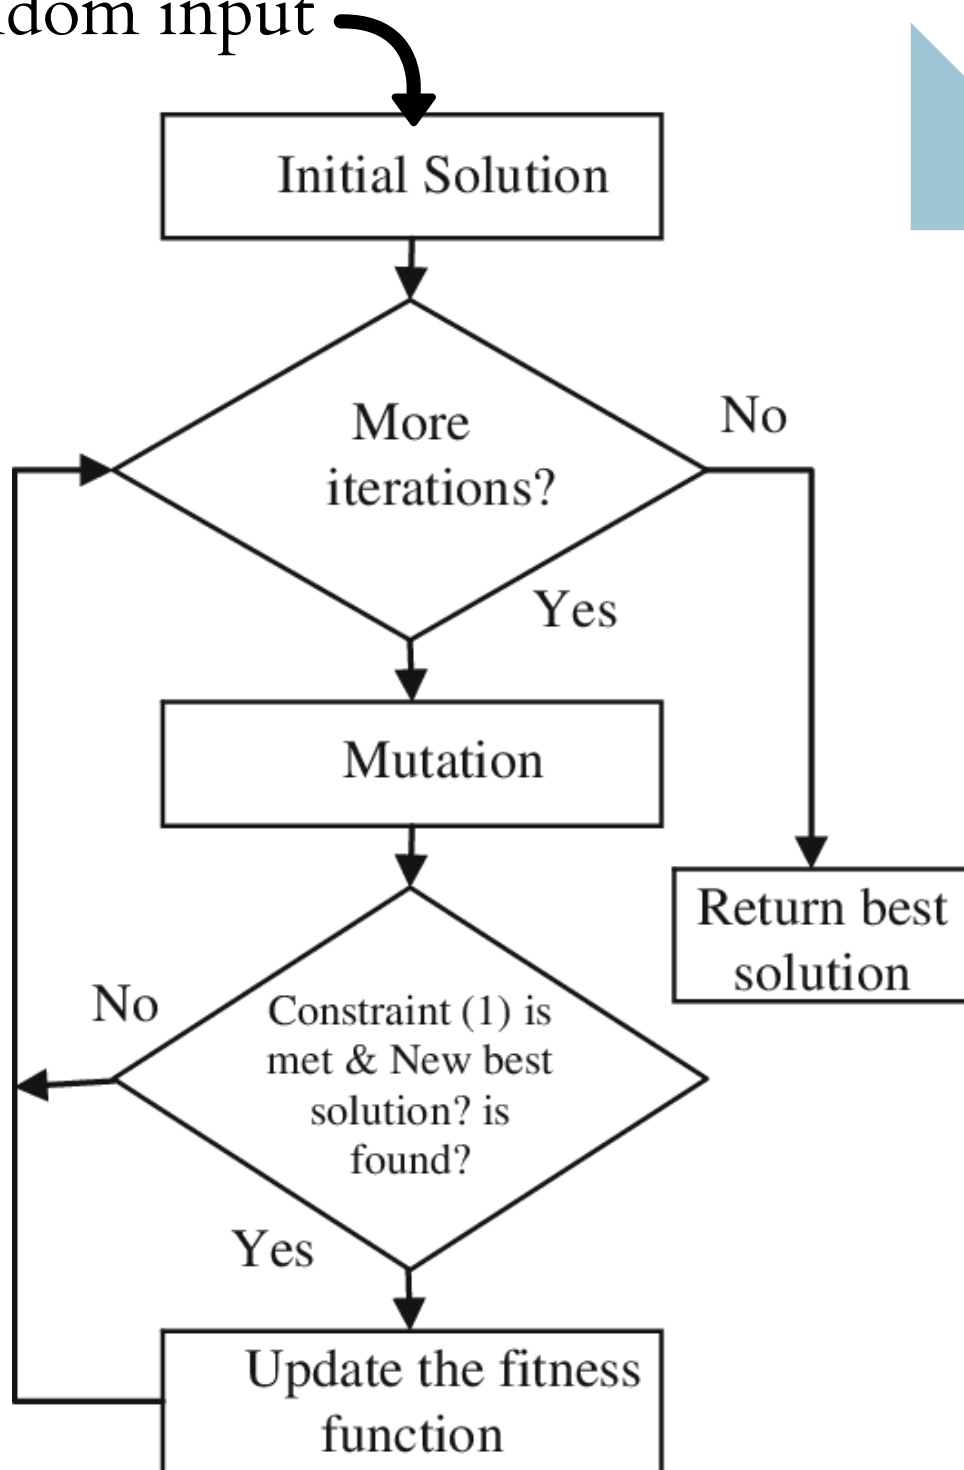 input
Initial Solution
More
iterations?
No
Yes
Mutation
Return best
solution
No
Constraint (1) is
met & New best
solution? is
found?
Yes
Update the fitness
function